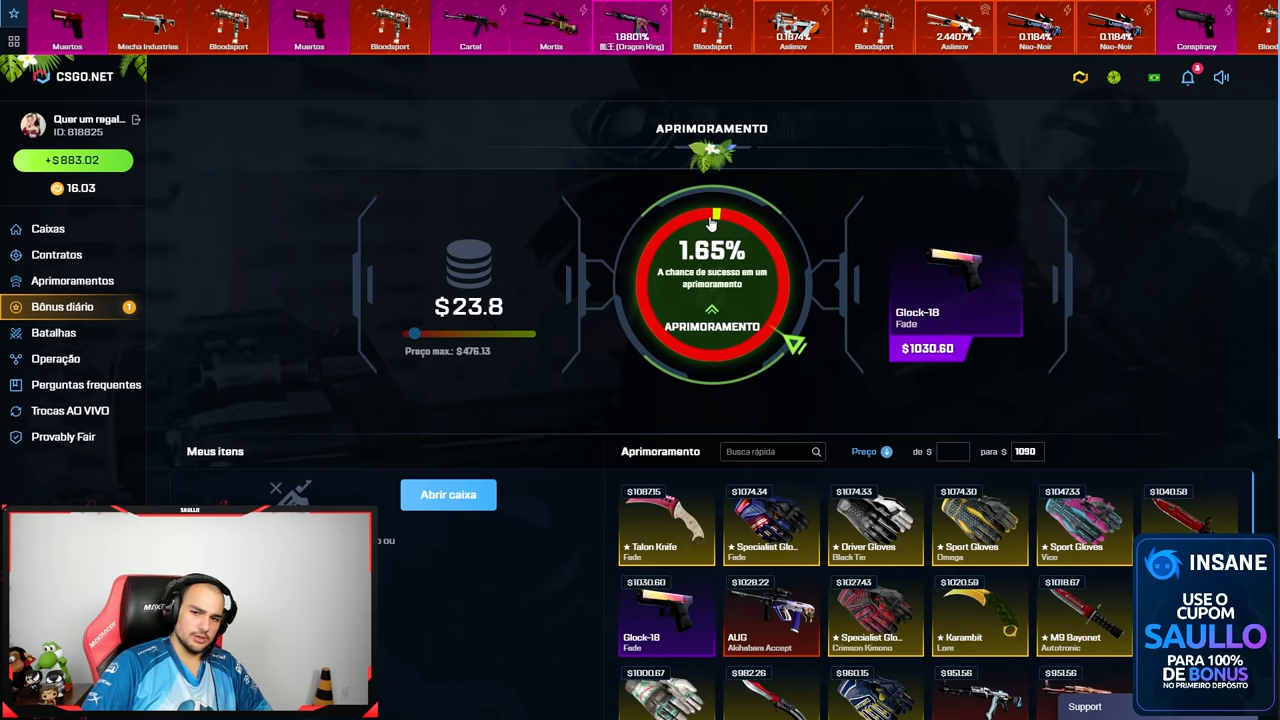 Muertos
Mecha Industries
Bloodsport
Muertos
Bloodsport
Cartel
Mortis
1.8801%
龍王 (Dragon King)
Bloodsport
0.1874%
Asiimov
Bloodsport
2.4407%
Asiimov
0.1184%
Neo-Noir
0.1184%
Neo-Noir
Conspiracy
CSGO.NET
3
Quer um regal...
ID: 818825
+$883.02
16.03
Caixas
Contratos
Aprimoramentos
Bônus diário
1
Batalhas
Operação
Perguntas frequentes
Trocas AO VIVO
Provably Fair
APRIMORAMENTO
$23.8
Preço max.: $476.13
1.65%
A chance de sucesso em um
aprimoramento
APRIMORAMENTO
Glock-18
Fade
$1030.60
Meus itens
Abrir caixa
o ou
Aprimoramento
Busca rápida
Preço
de $
para $
1090
$1087.15
★ Talon Knife
Fade
$1074.34
★ Specialist Glo...
Fade
$1074.33
★ Driver Gloves
Black Tie
$1074.30
★ Sport Gloves
Omega
$1047.33
★ Sport Gloves
Vice
$1040.58
$1030.60
Glock-18
Fade
$1028.22
AUG
Akihabara Accept
$1027.43
★ Specialist Glo...
Crimson Kimono
$1020.59
★ Karambit
Lore
$1018.67
★ M9 Bayonet
Autotronic
$1000.67
$982.26
$960.15
$951.56
$951.56
Support
SAULLO
INSANE
USE O
CUPOM
SAULLO
PARA 100%
DE BONUS
NO PRIMEIRO DEPÓSITO